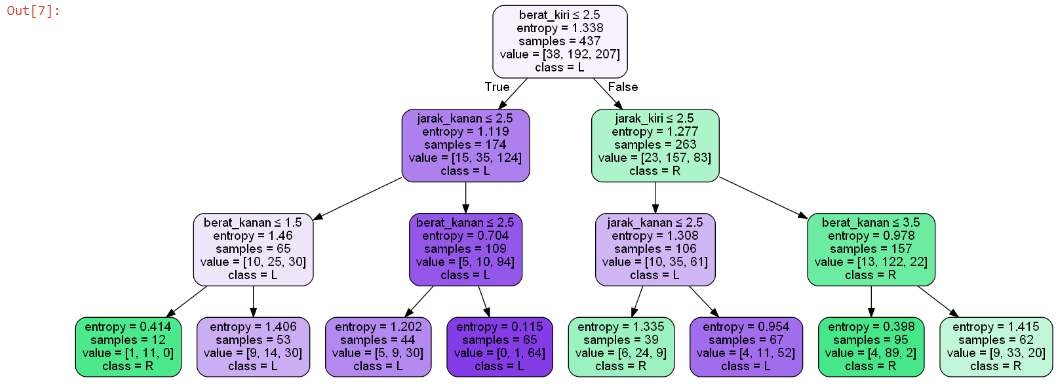 Out[7]:
berat_kiri ≤ 2.5
entropy = 1.338
samples = 437
value = [38, 192, 207]
class = L
True
False
jarak_kanan ≤ 2.5
entropy = 1.119
samples = 174
value = [15, 35, 124]
class = L
jarak_kiri ≤ 2.5
entropy = 1.277
samples = 263
value = [23, 157, 83]
class = R
berat_kanan ≤ 1.5
entropy = 1.46
samples = 65
value = [10, 25, 30]
class = L
berat_kanan ≤ 2.5
entropy = 0.704
samples = 109
value = [5, 10, 94]
class = L
jarak_kanan ≤ 2.5
entropy = 1.308
samples = 106
value = [10, 35, 61]
class = L
berat_kanan ≤ 3.5
entropy = 0.978
samples = 157
value = [13, 122, 22]
class = R
entropy = 0.414
samples = 12
value = [1, 11, 0]
class = R
entropy = 1.406
samples = 53
value = [9, 14, 30]
class = L
entropy = 1.202
samples = 44
value = [5, 9, 30]
class = L
entropy = 0.115
samples = 65
value = [0, 1, 64]
class = L
entropy = 1.335
samples = 39
value = [6, 24, 9]
class = R
entropy = 0.954
samples = 67
value = [4, 11, 52]
class = L
entropy = 0.398
samples = 95
value = [4, 89, 2]
class = R
entropy = 1.415
samples = 62
value = [9, 33, 20]
class = R